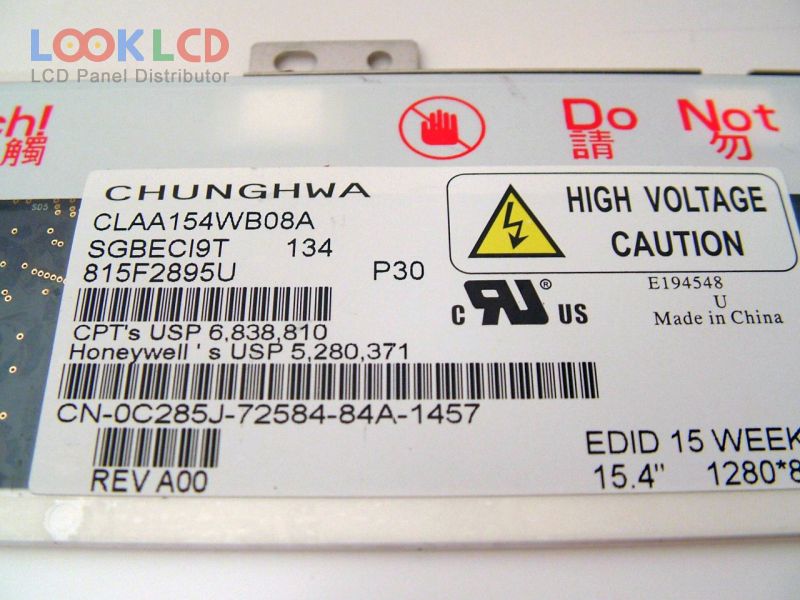 LOOKLCD
LCD Panel Distributor
ch!
觸
Do Not
請 勿
CHUNGHWA
CLAA154WB08A
SGBECI9T 134
815F2895U P30
HIGH VOLTAGE
CAUTION
E194548
U
Made in China
C RU US
®
CPT's USP 6,838,810
Honeywell ' s USP 5,280,371
CN-0C285J-72584-84A-1457
REV A00
EDID 15 WEEK
15.4" 1280*8